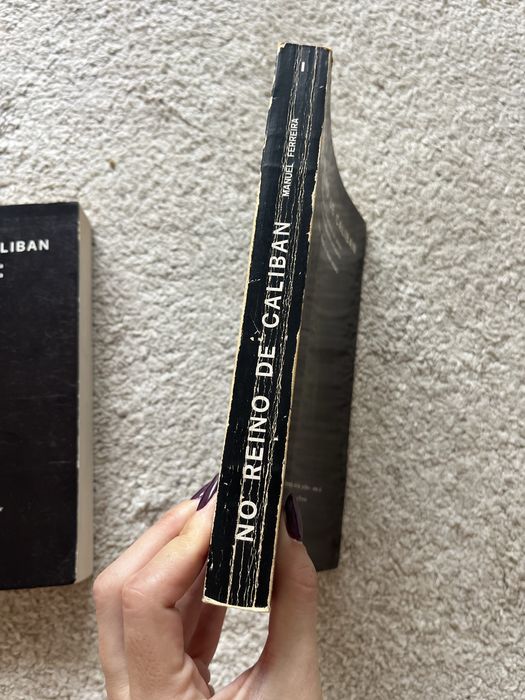 NO REINO DE CALIBAN
MANUEL FERREIRA
I
LIBAN